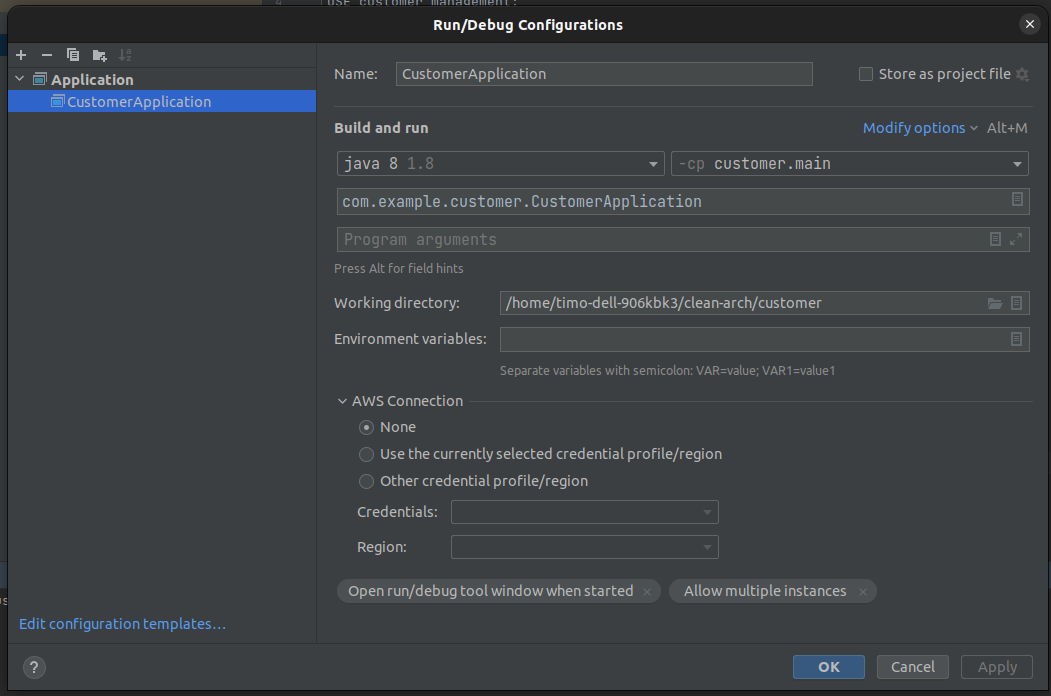 4 USE customer_management;
Run/Debug Configurations
Application
CustomerApplication
Name: CustomerApplication Store as project file
Build and run Modify options Alt+M
java 8 1.8 -cp customer.main
com.example.customer.CustomerApplication
Program arguments
Press Alt for field hints
Working directory: /home/timo-dell-906kbk3/clean-arch/customer
Environment variables:
Separate variables with semicolon: VAR=value; VAR1=value1
AWS Connection
None
Use the currently selected credential profile/region
Other credential profile/region
Credentials:
Region:
Open run/debug tool window when started × Allow multiple instances ×
Edit configuration templates…
? OK Cancel Apply